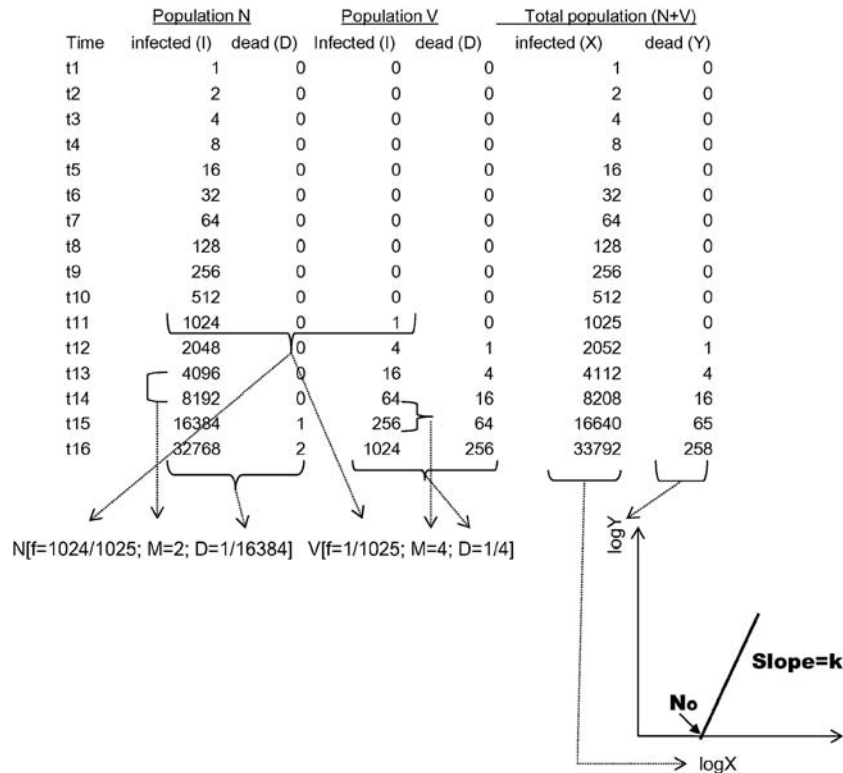 Population N Population V Total population (N+V)
Time infected (I) dead (D) Infected (I) dead (D) infected (X) dead (Y)
t1 1 0 0 0 1 0
t2 2 0 0 0 2 0
t3 4 0 0 0 4 0
t4 8 0 0 0 8 0
t5 16 0 0 0 16 0
t6 32 0 0 0 32 0
t7 64 0 0 0 64 0
t8 128 0 0 0 128 0
t9 256 0 0 0 256 0
t10 512 0 0 0 512 0
t11 1024 0 1 0 1025 0
t12 2048 0 4 1 2052 1
t13 4096 0 16 4 4112 4
t14 8192 0 64 16 8208 16
t15 16384 1 256 64 16640 65
t16 32768 2 1024 256 33792 258
N[f=1024/1025; M=2; D=1/16384] V[f=1/1025; M=4; D=1/4]
logY
Slope=k
No
logX